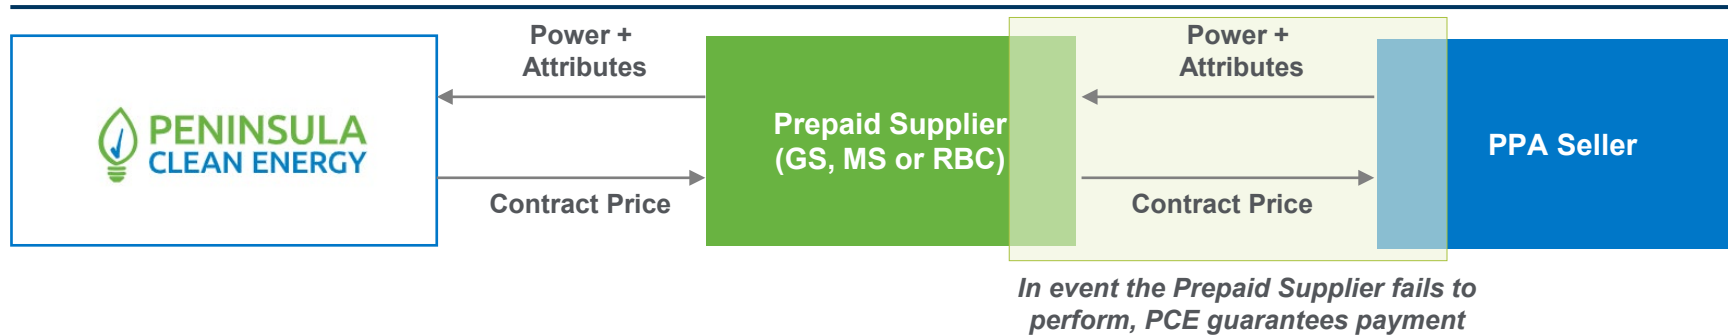 Power +
Attributes
Power +
Attributes
PENINSULA
CLEAN ENERGY
Prepaid Supplier
(GS, MS or RBC)
PPA Seller
Contract Price
Contract Price
In event the Prepaid Supplier fails to
perform, PCE guarantees payment